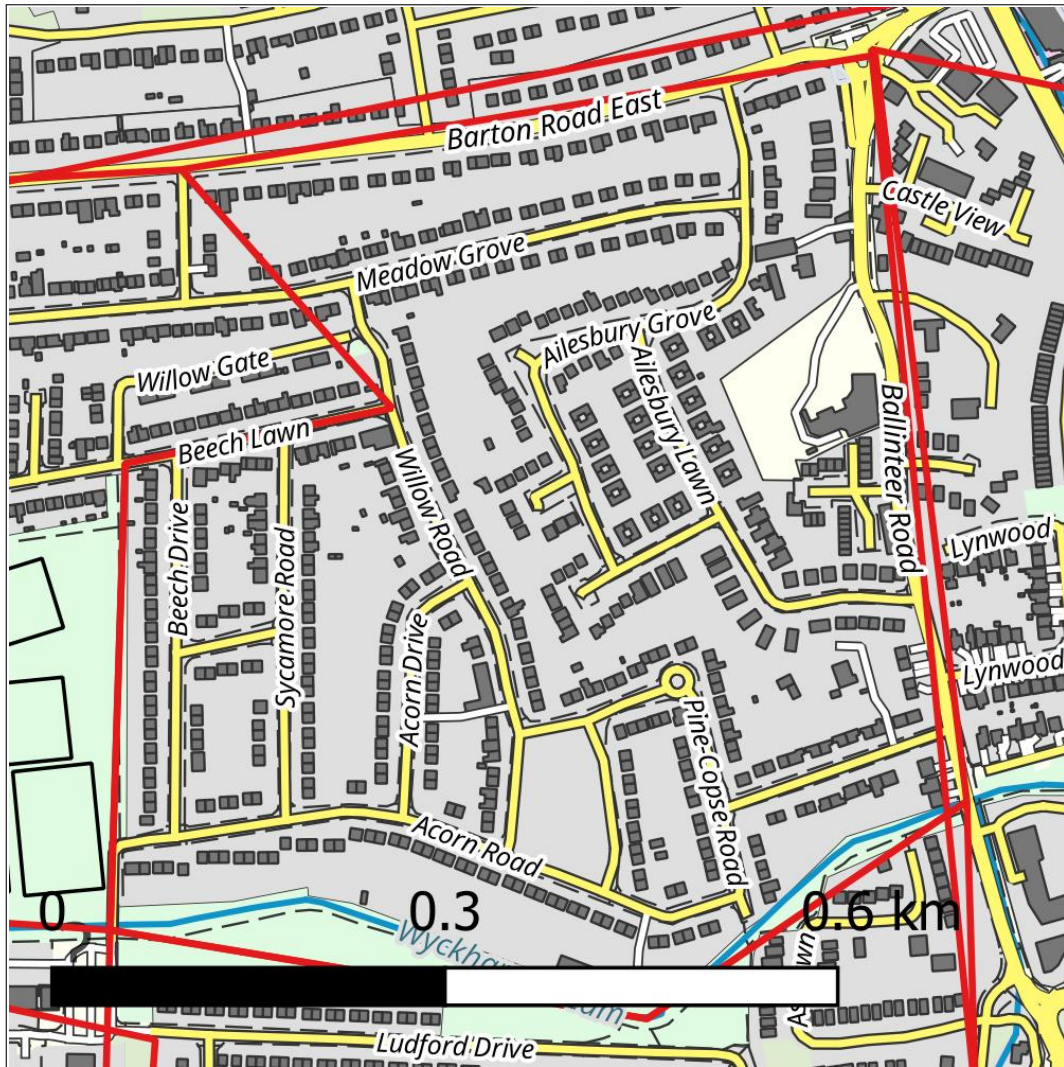 Barton Road East
Castle View
Meadow Grove
Ailesbury Grove
Willow Gate
Ailesbury Lawn
Ballinteer Road
Beech Lawn
Willow Road
Lynwood
Beech Drive
Sycamore Road
Acorn Drive
Lynwood
Pine Copse Road
Acorn Road
0 0.3 0.6 km
Ludford Drive